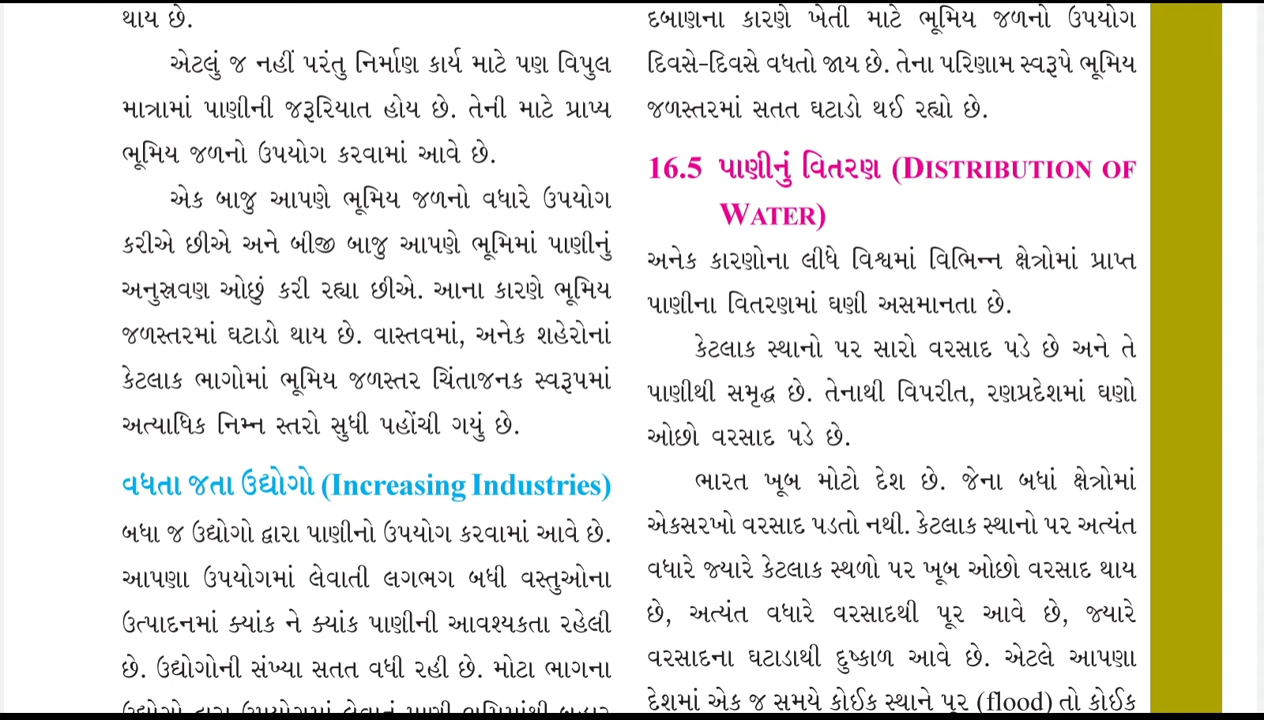 થાય છે.
એટલું જ નહીં પરંતુ નિર્માણ કાર્ય માટે પણ વિપુલ
માત્રામાં પાણીની જરૂરિયાત હોય છે. તેની માટે પ્રાપ્ય
ભૂમિય જળનો ઉપયોગ કરવામાં આવે છે.
એક બાજુ આપણે ભૂમિય જળનો વધારે ઉપયોગ
કરીએ છીએ અને બીજી બાજુ આપણે ભૂમિમાં પાણીનું
અનુસ્રવણ ઓછું કરી રહ્યા છીએ. આના કારણે ભૂમિય
જળસ્તરમાં ઘટાડો થાય છે. વાસ્તવમાં, અનેક શહેરોનાં
કેટલાક ભાગોમાં ભૂમિય જળસ્તર ચિંતાજનક સ્વરૂપમાં
અત્યાધિક નિમ્ન સ્તરો સુધી પહોંચી ગયું છે.
વધતા જતા ઉદ્યોગો (Increasing Industries)
બધા જ ઉદ્યોગો દ્વારા પાણીનો ઉપયોગ કરવામાં આવે છે.
આપણા ઉપયોગમાં લેવાતી લગભગ બધી વસ્તુઓના
ઉત્પાદનમાં ક્યાંક ને ક્યાંક પાણીની આવશ્યકતા રહેલી
છે. ઉદ્યોગોની સંખ્યા સતત વધી રહી છે. મોટા ભાગના
ઉદ્યોગો દ્વારા ઉપયોગમાં લેવાતું પાણી ભૂમિમાંથી બહાર
દબાણના કારણે ખેતી માટે ભૂમિય જળનો ઉપયોગ
દિવસે-દિવસે વધતો જાય છે. તેના પરિણામ સ્વરૂપે ભૂમિય
જળસ્તરમાં સતત ઘટાડો થઈ રહ્યો છે.
16.5 પાણીનું વિતરણ (DISTRIBUTION OF
WATER)
અનેક કારણોના લીધે વિશ્વમાં વિભિન્ન ક્ષેત્રોમાં પ્રાપ્ત
પાણીના વિતરણમાં ઘણી અસમાનતા છે.
કેટલાક સ્થાનો પર સારો વરસાદ પડે છે અને તે
પાણીથી સમૃદ્ધ છે. તેનાથી વિપરીત, રણપ્રદેશમાં ઘણો
ઓછો વરસાદ પડે છે.
ભારત ખૂબ મોટો દેશ છે. જેના બધાં ક્ષેત્રોમાં
એકસરખો વરસાદ પડતો નથી. કેટલાક સ્થાનો પર અત્યંત
વધારે જ્યારે કેટલાક સ્થળો પર ખૂબ ઓછો વરસાદ થાય
છે, અત્યંત વધારે વરસાદથી પૂર આવે છે, જ્યારે
વરસાદના ઘટાડાથી દુષ્કાળ આવે છે. એટલે આપણા
દેશમાં એક જ સમયે કોઈક સ્થાને પૂર (flood) તો કોઈક